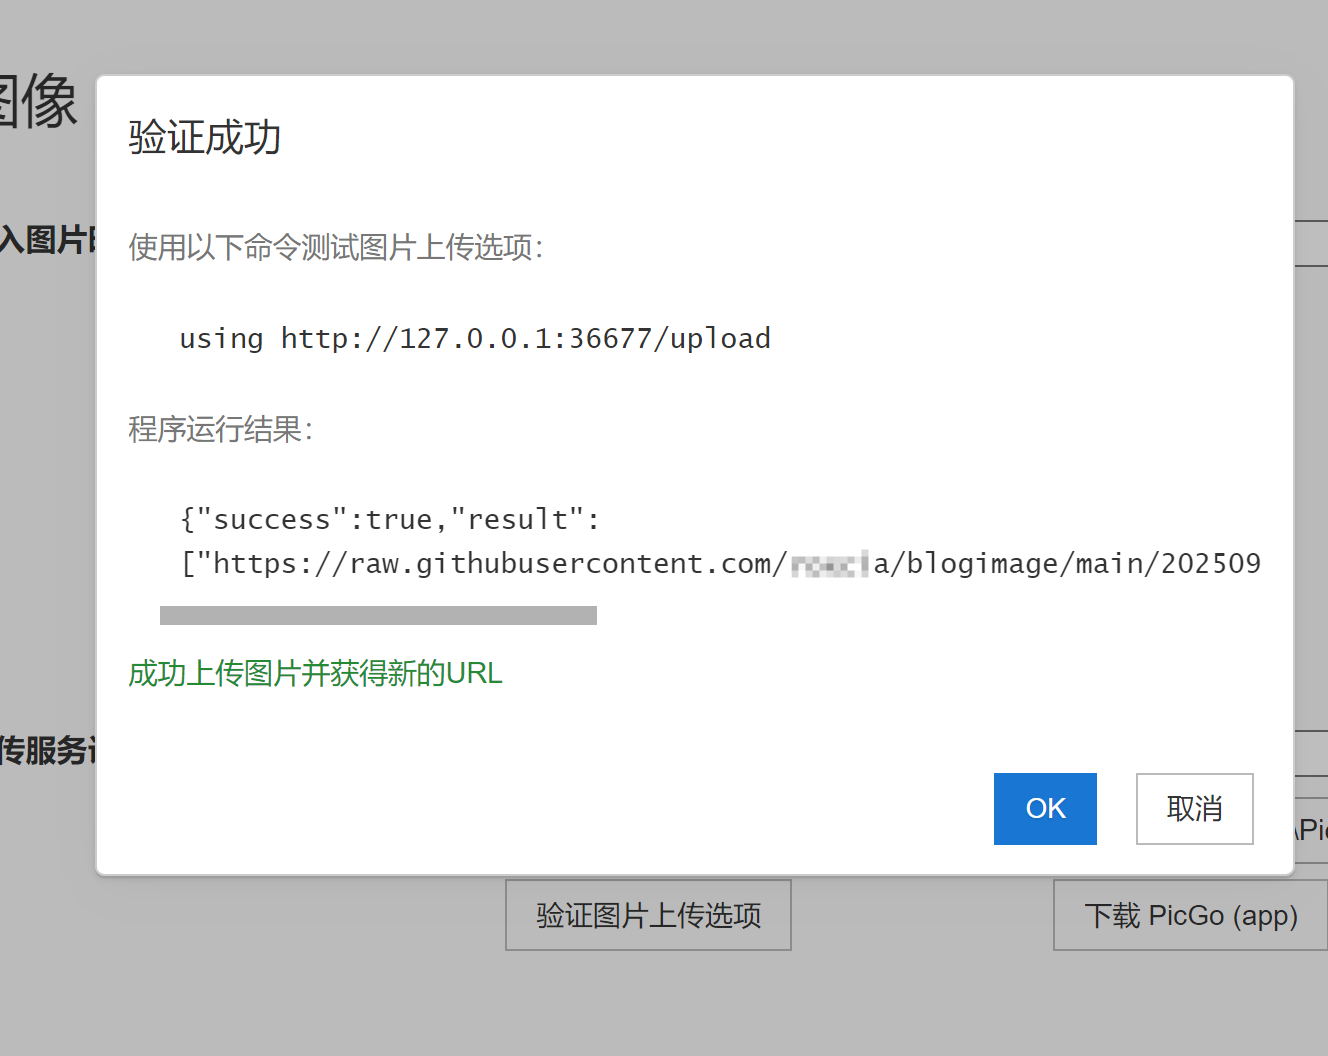 图像
验证成功
入图片
使用以下命令测试图片上传选项：
using http://127.0.0.1:36677/upload
程序运行结果：
{"success":true,"result":
["https://raw.githubusercontent.com/ a/blogimage/main/202509
成功上传图片并获得新的URL
传服务
OK
取消
验证图片上传选项
下载 PicGo (app)